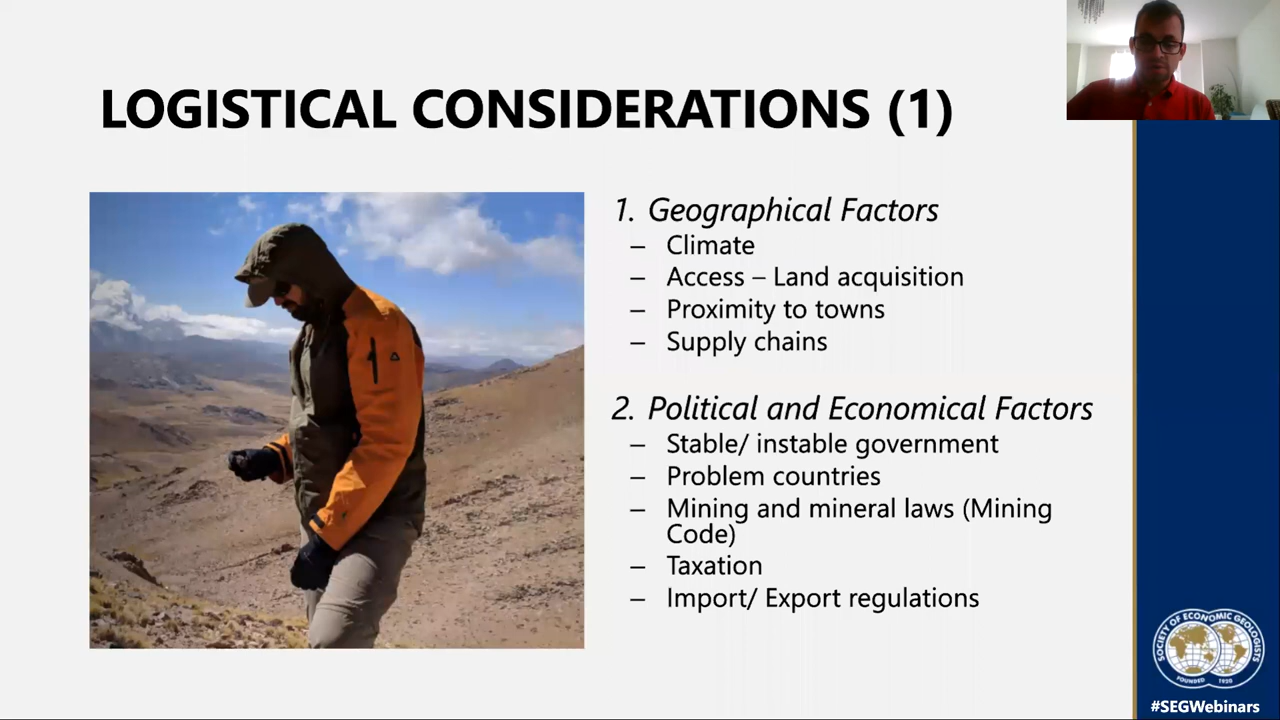 LOGISTICAL CONSIDERATIONS (1)
1. Geographical Factors
– Climate
– Access – Land acquisition
– Proximity to towns
– Supply chains
2. Political and Economical Factors
– Stable/ instable government
– Problem countries
– Mining and mineral laws (Mining
Code)
– Taxation
– Import/ Export regulations
SOCIETY OF ECONOMIC GEOLOGISTS
FOUNDED 1920
#SEGWebinars